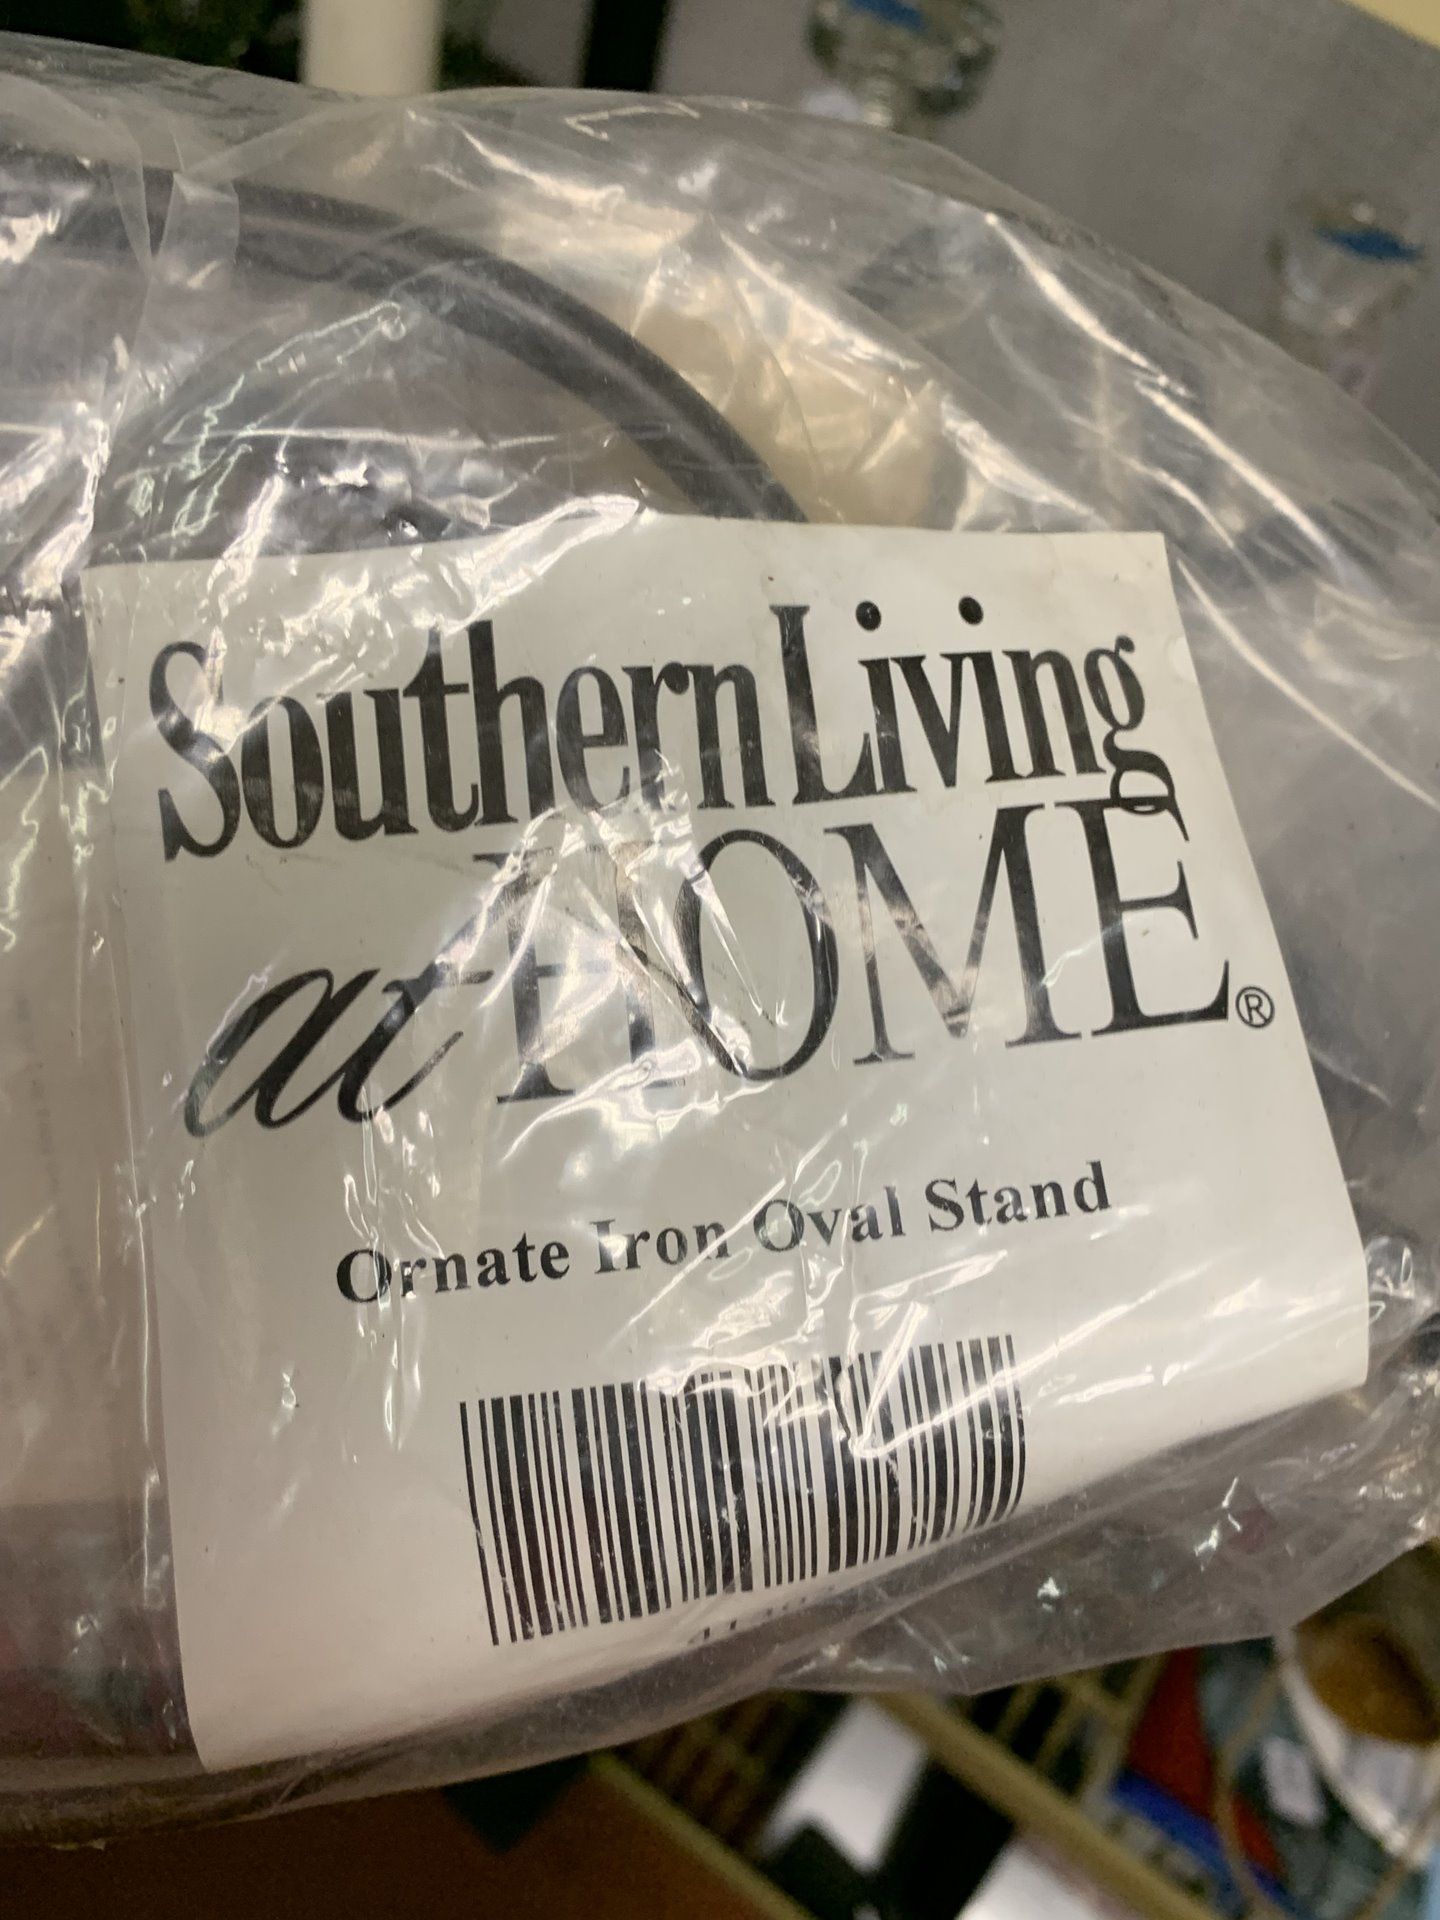 Southern Living
at HOME®
Ornate Iron Oval Stand